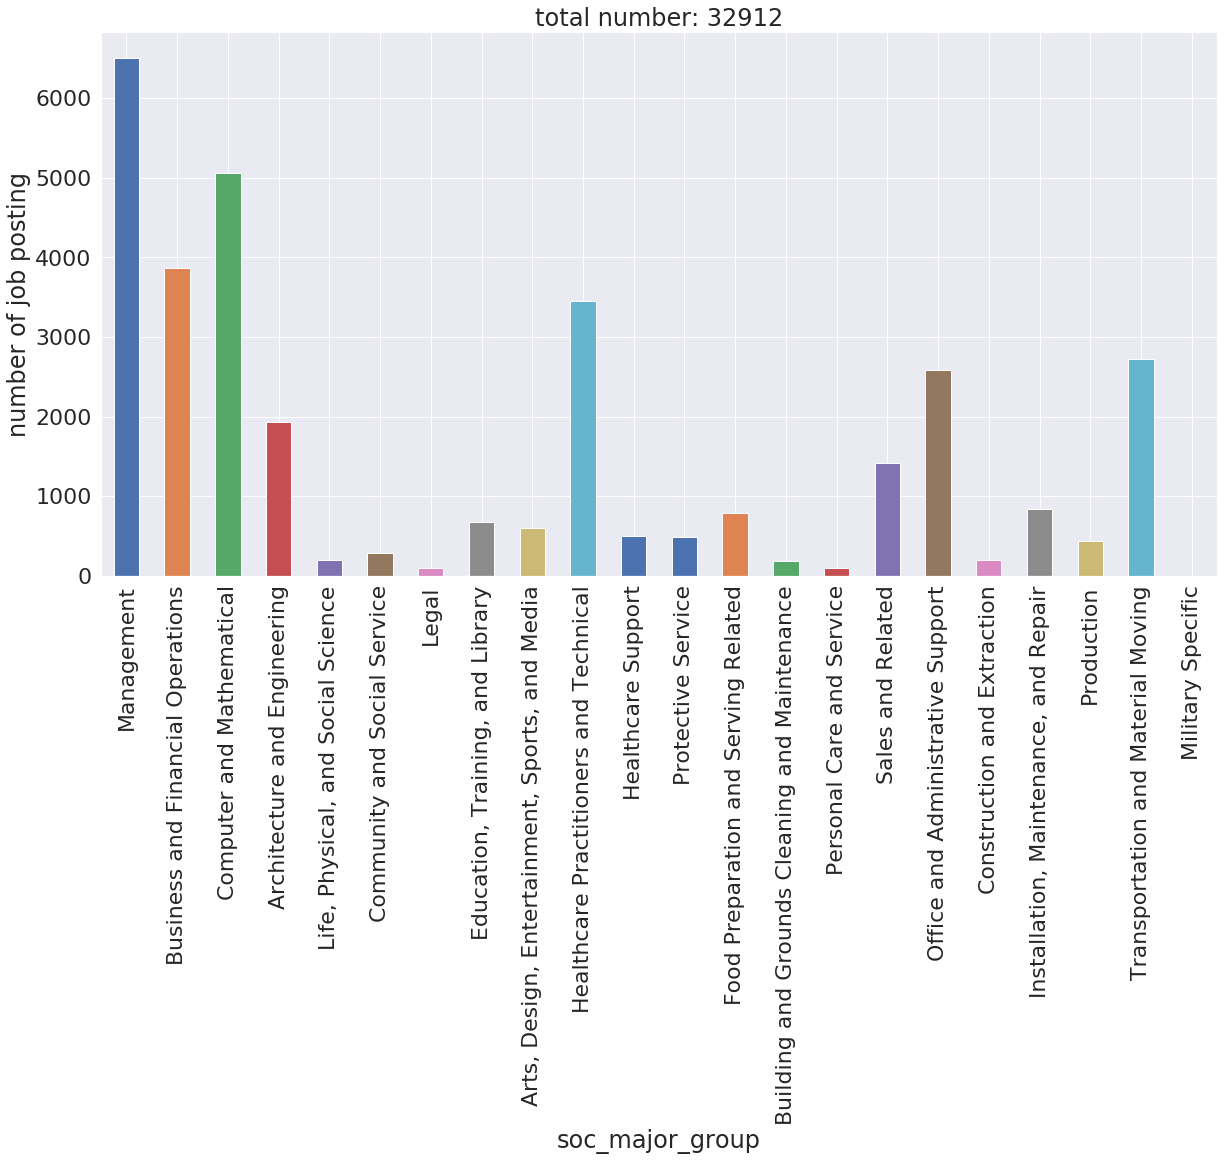 total number: 32912
number of job posting
6000
5000
4000
3000
2000
1000
0
Management
Business and Financial Operations
Computer and Mathematical
Architecture and Engineering
Life, Physical, and Social Science
Community and Social Service
Legal
Education, Training, and Library
Arts, Design, Entertainment, Sports, and Media
Healthcare Practitioners and Technical
Healthcare Support
Protective Service
Food Preparation and Serving Related
Building and Grounds Cleaning and Maintenance
Personal Care and Service
Sales and Related
Office and Administrative Support
Construction and Extraction
Installation, Maintenance, and Repair
Production
Transportation and Material Moving
Military Specific
soc_major_group